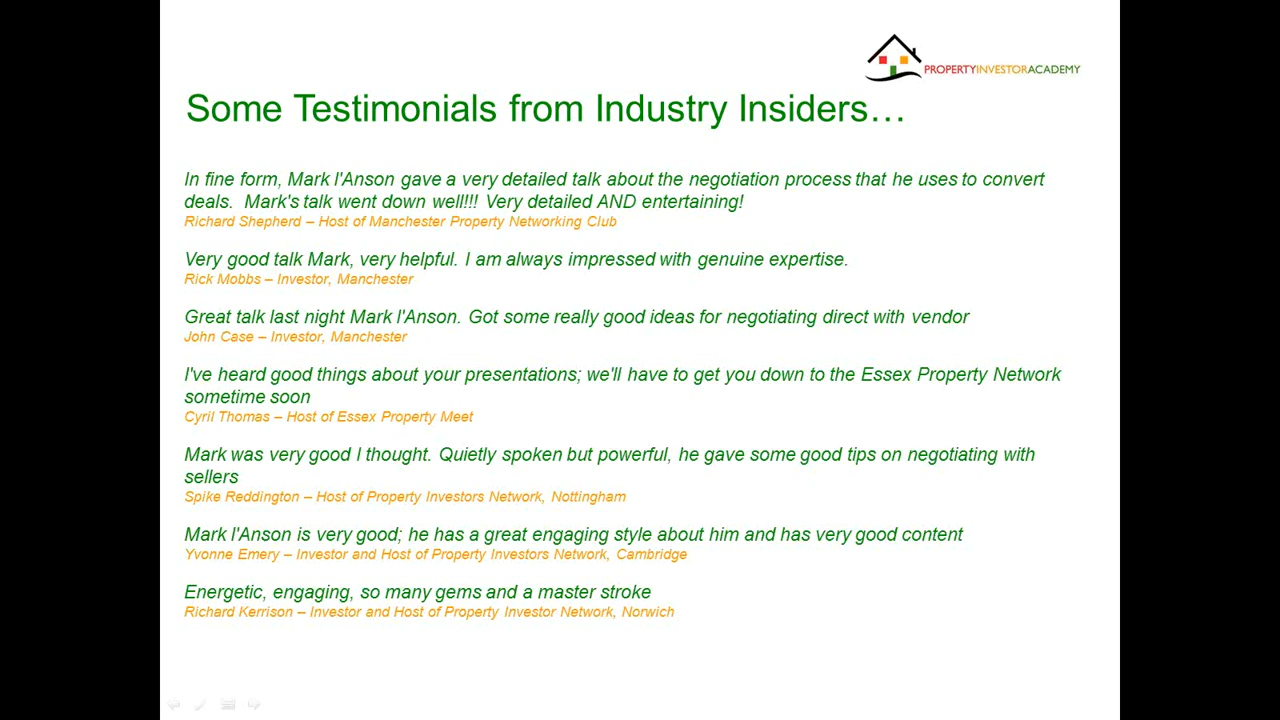 PROPERTYINVESTORACADEMY
Some Testimonials from Industry Insiders…
In fine form, Mark I'Anson gave a very detailed talk about the negotiation process that he uses to convert
deals.  Mark's talk went down well!!!  Very detailed AND entertaining!
Richard Shepherd – Host of Manchester Property Networking Club
Very good talk Mark, very helpful. I am always impressed with genuine expertise.
Rick Mobbs – Investor, Manchester
Great talk last night Mark I'Anson. Got some really good ideas for negotiating direct with vendor
John Case – Investor, Manchester
I've heard good things about your presentations; we'll have to get you down to the Essex Property Network
sometime soon
Cyril Thomas – Host of Essex Property Meet
Mark was very good I thought. Quietly spoken but powerful, he gave some good tips on negotiating with
sellers
Spike Reddington – Host of Property Investors Network, Nottingham
Mark I'Anson is very good; he has a great engaging style about him and has very good content
Yvonne Emery – Investor and Host of Property Investors Network, Cambridge
Energetic, engaging, so many gems and a master stroke
Richard Kerrison – Investor and Host of Property Investor Network, Norwich